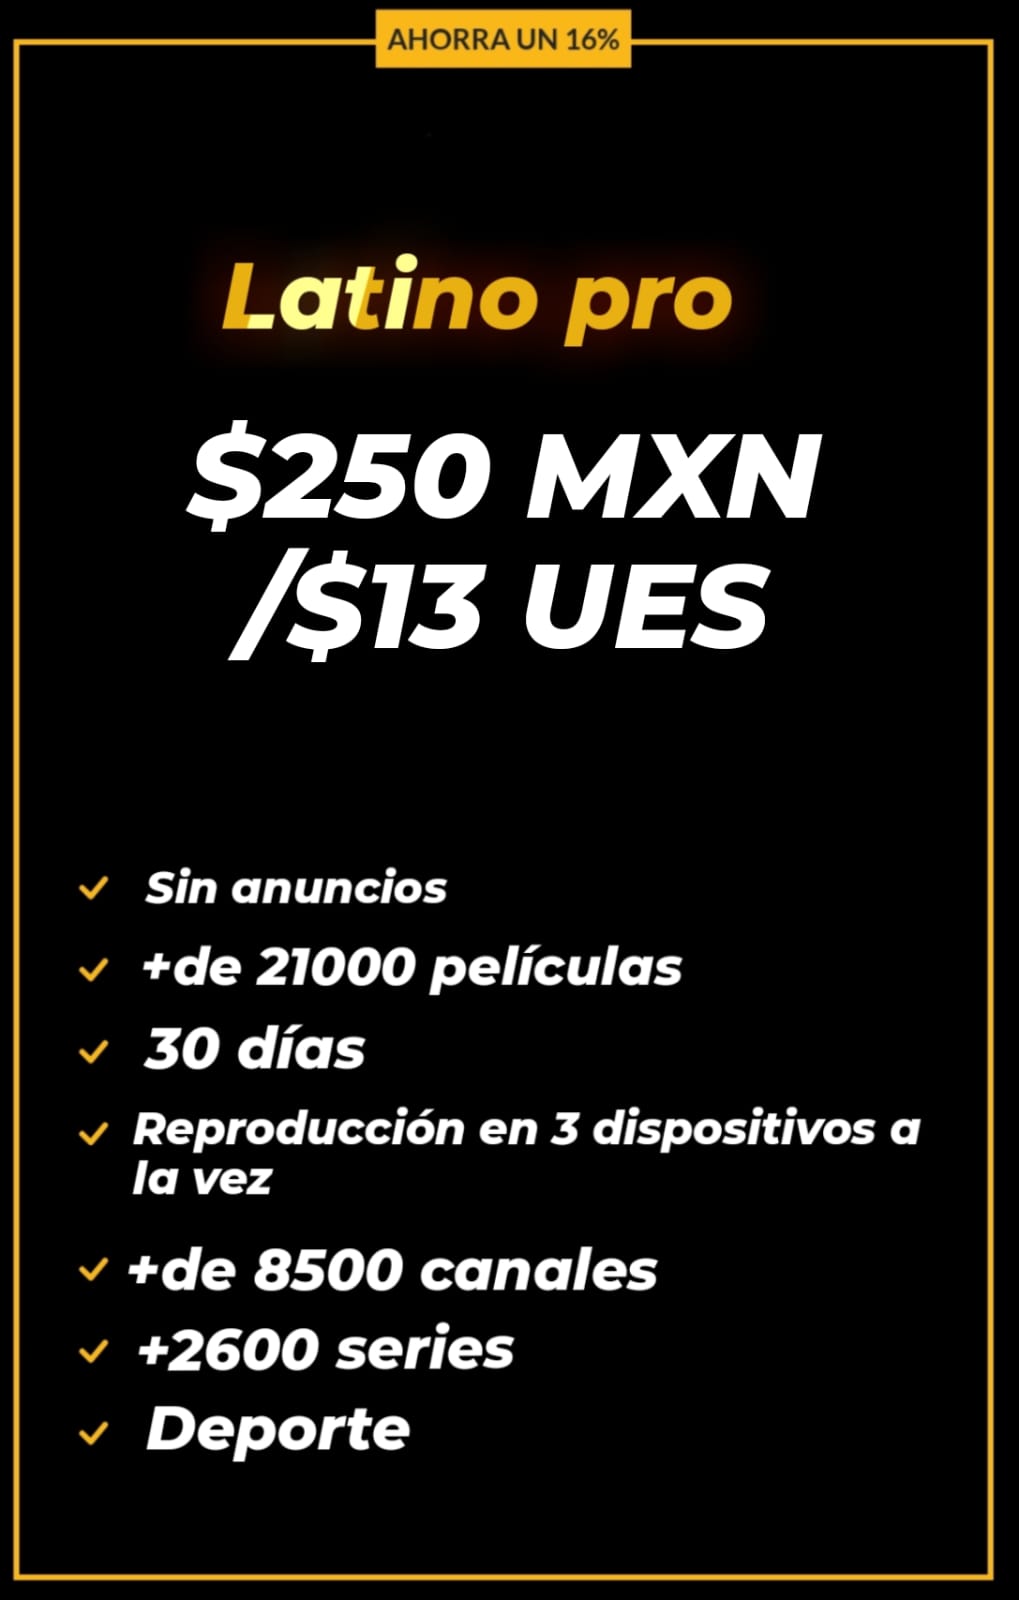 AHORRA UN 16%
Latino pro
$250 MXN
/$13 UES
Sin anuncios
+de 21000 películas
30 días
Reproducción en 3 dispositivos a
la vez
+de 8500 canales
+2600 series
Deporte